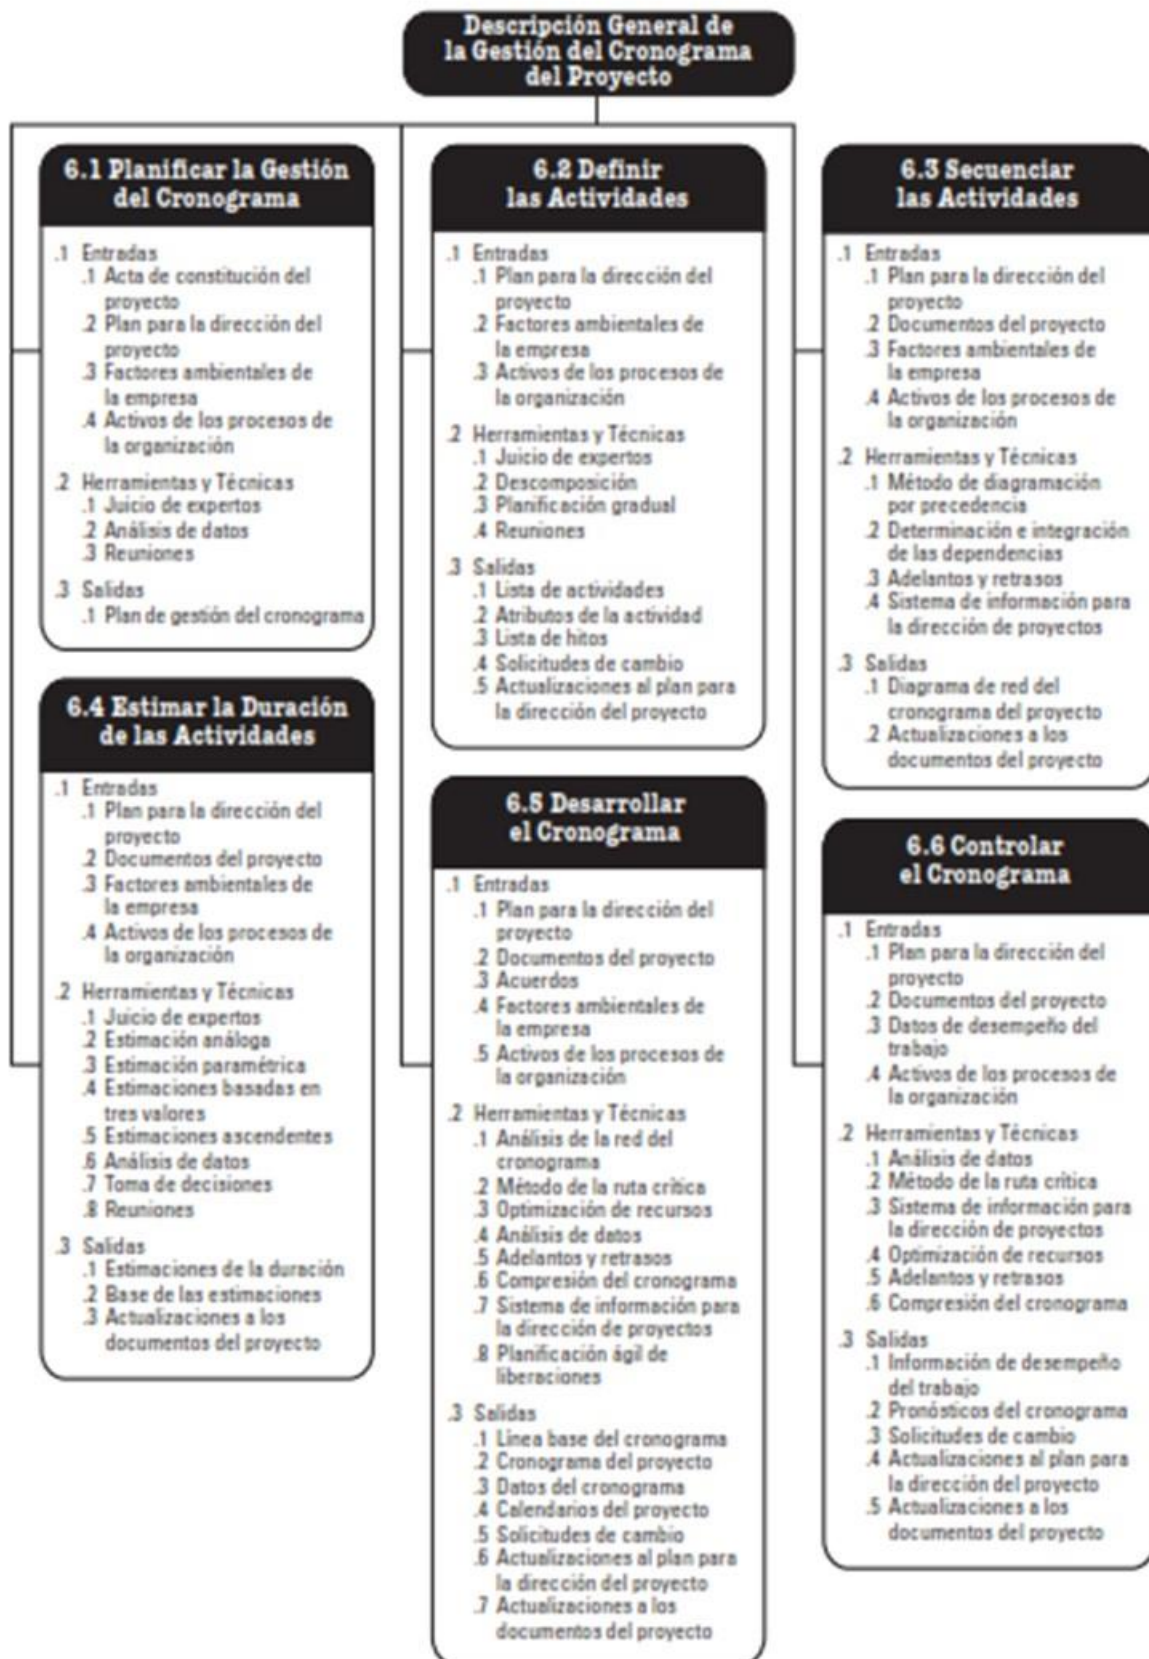 Descripción General de
la Gestión del Cronograma
del Proyecto
6.1 Planificar la Gestión
del Cronograma
.1 Entradas
.1 Acta de constitución del
proyecto
.2 Plan para la dirección del
proyecto
.3 Factores ambientales de
la empresa
.4 Activos de los procesos de
la organización
.2 Herramientas y Técnicas
.1 Juicio de expertos
.2 Análisis de datos
.3 Reuniones
.3 Salidas
.1 Plan de gestión del cronograma
6.2 Definir
las Actividades
.1 Entradas
.1 Plan para la dirección del
proyecto
.2 Factores ambientales de
la empresa
.3 Activos de los procesos de
la organización
.2 Herramientas y Técnicas
.1 Juicio de expertos
.2 Descomposición
.3 Planificación gradual
.4 Reuniones
.3 Salidas
.1 Lista de actividades
.2 Atributos de la actividad
.3 Lista de hitos
.4 Solicitudes de cambio
.5 Actualizaciones al plan para
la dirección del proyecto
6.3 Secuenciar
las Actividades
.1 Entradas
.1 Plan para la dirección del
proyecto
.2 Documentos del proyecto
.3 Factores ambientales de
la empresa
.4 Activos de los procesos de
la organización
.2 Herramientas y Técnicas
.1 Método de diagramación
por precedencia
.2 Determinación e integración
de las dependencias
.3 Adelantos y retrasos
.4 Sistema de información para
la dirección de proyectos
.3 Salidas
.1 Diagrama de red del
cronograma del proyecto
.2 Actualizaciones a los
documentos del proyecto
6.4 Estimar la Duración
de las Actividades
.1 Entradas
.1 Plan para la dirección del
proyecto
.2 Documentos del proyecto
.3 Factores ambientales de
la empresa
.4 Activos de los procesos de
la organización
.2 Herramientas y Técnicas
.1 Juicio de expertos
.2 Estimación análoga
.3 Estimación paramétrica
.4 Estimaciones basadas en
tres valores
.5 Estimaciones ascendentes
.6 Análisis de datos
.7 Toma de decisiones
.8 Reuniones
.3 Salidas
.1 Estimaciones de la duración
.2 Base de las estimaciones
.3 Actualizaciones a los
documentos del proyecto
6.5 Desarrollar
el Cronograma
.1 Entradas
.1 Plan para la dirección del
proyecto
.2 Documentos del proyecto
.3 Acuerdos
.4 Factores ambientales de
la empresa
.5 Activos de los procesos de
la organización
.2 Herramientas y Técnicas
.1 Análisis de la red del
cronograma
.2 Método de la ruta crítica
.3 Optimización de recursos
.4 Análisis de datos
.5 Adelantos y retrasos
.6 Compresión del cronograma
.7 Sistema de información para
la dirección de proyectos
.8 Planificación ágil de
liberaciones
.3 Salidas
.1 Línea base del cronograma
.2 Cronograma del proyecto
.3 Datos del cronograma
.4 Calendarios del proyecto
.5 Solicitudes de cambio
.6 Actualizaciones al plan para
la dirección del proyecto
.7 Actualizaciones a los
documentos del proyecto
6.6 Controlar
el Cronograma
.1 Entradas
.1 Plan para la dirección del
proyecto
.2 Documentos del proyecto
.3 Datos de desempeño del
trabajo
.4 Activos de los procesos de
la organización
.2 Herramientas y Técnicas
.1 Análisis de datos
.2 Método de la ruta crítica
.3 Sistema de información para
la dirección de proyectos
.4 Optimización de recursos
.5 Adelantos y retrasos
.6 Compresión del cronograma
.3 Salidas
.1 Información de desempeño
del trabajo
.2 Pronósticos del cronograma
.3 Solicitudes de cambio
.4 Actualizaciones al plan para
la dirección del proyecto
.5 Actualizaciones a los
documentos del proyecto